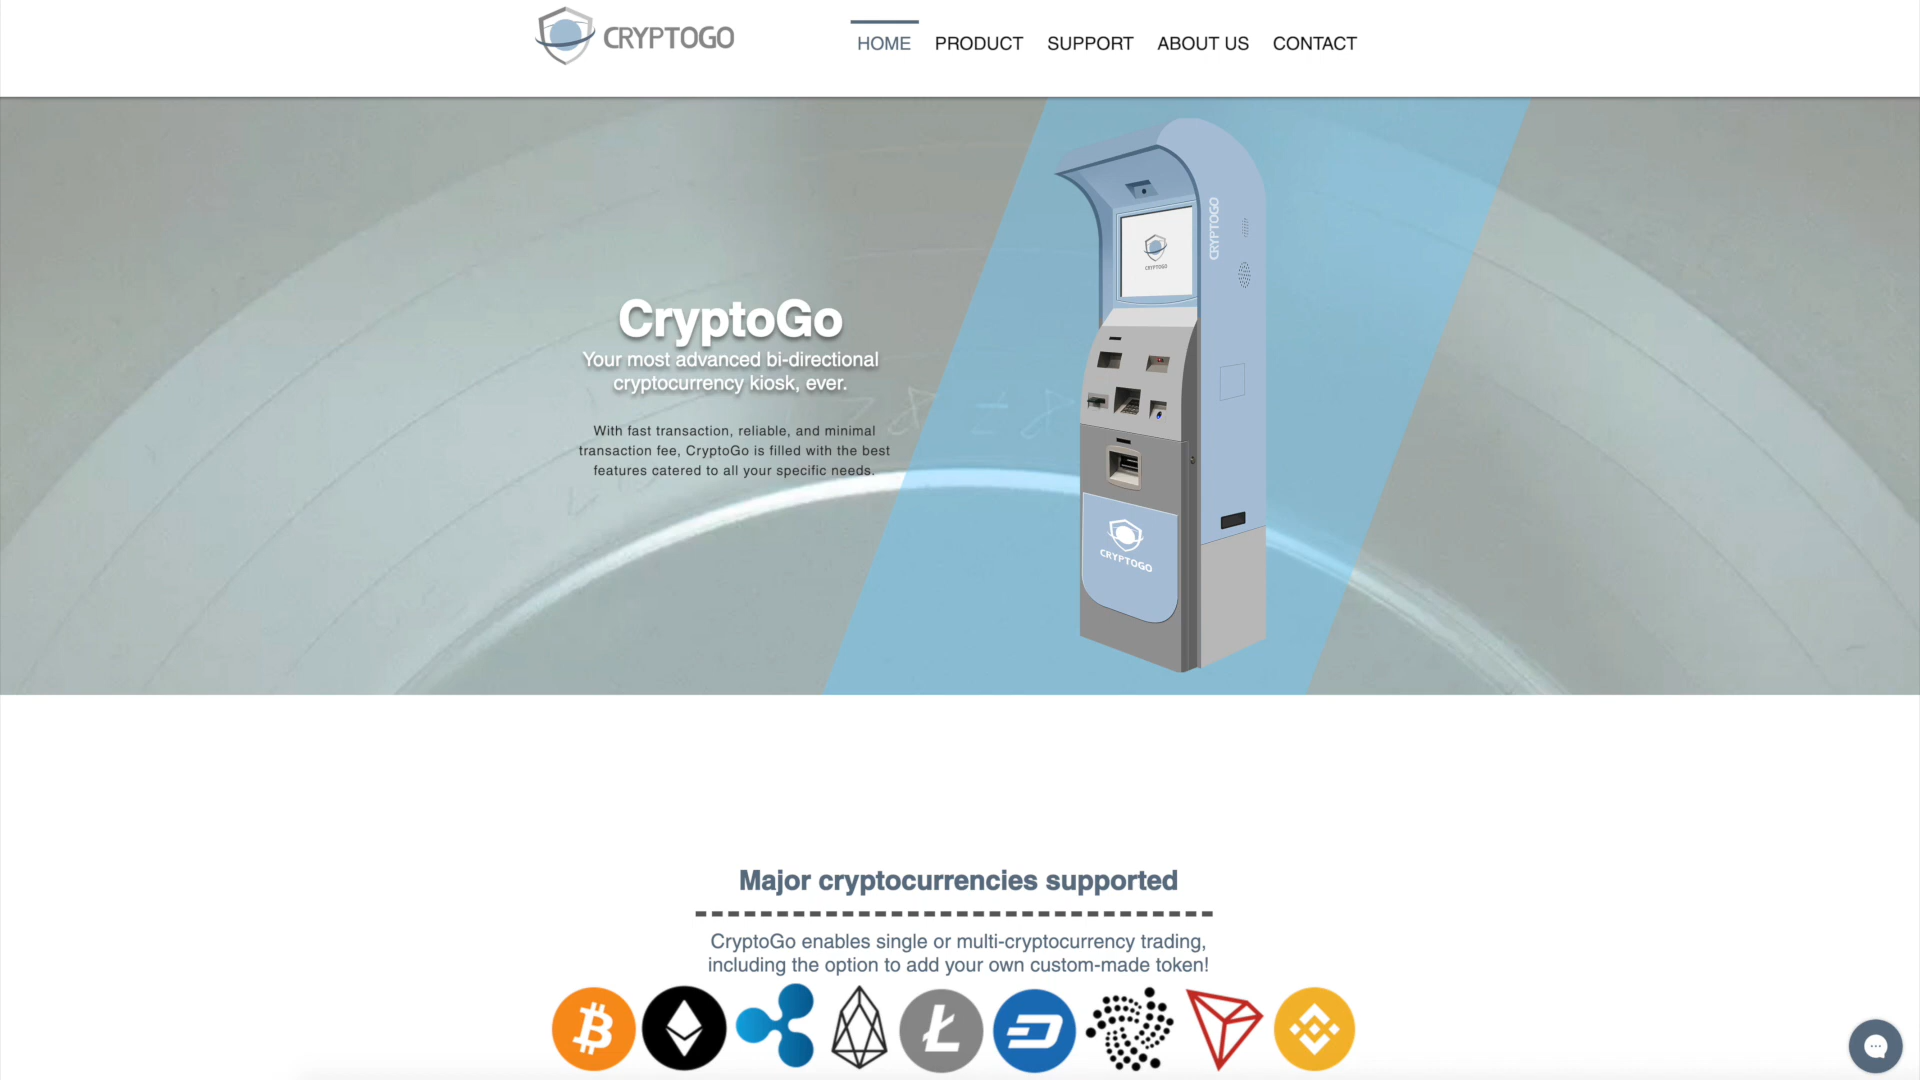 CRYPTOGO
HOME PRODUCT SUPPORT ABOUT US CONTACT
CRYPTOGO
CRYPTOGO
CryptoGo
Your most advanced bi-directional
cryptocurrency kiosk, ever.
With fast transaction, reliable, and minimal
transaction fee, CryptoGo is filled with the best
features catered to all your specific needs.
CRYPTOGO
Major cryptocurrencies supported
CryptoGo enables single or multi-cryptocurrency trading,
including the option to add your own custom-made token!